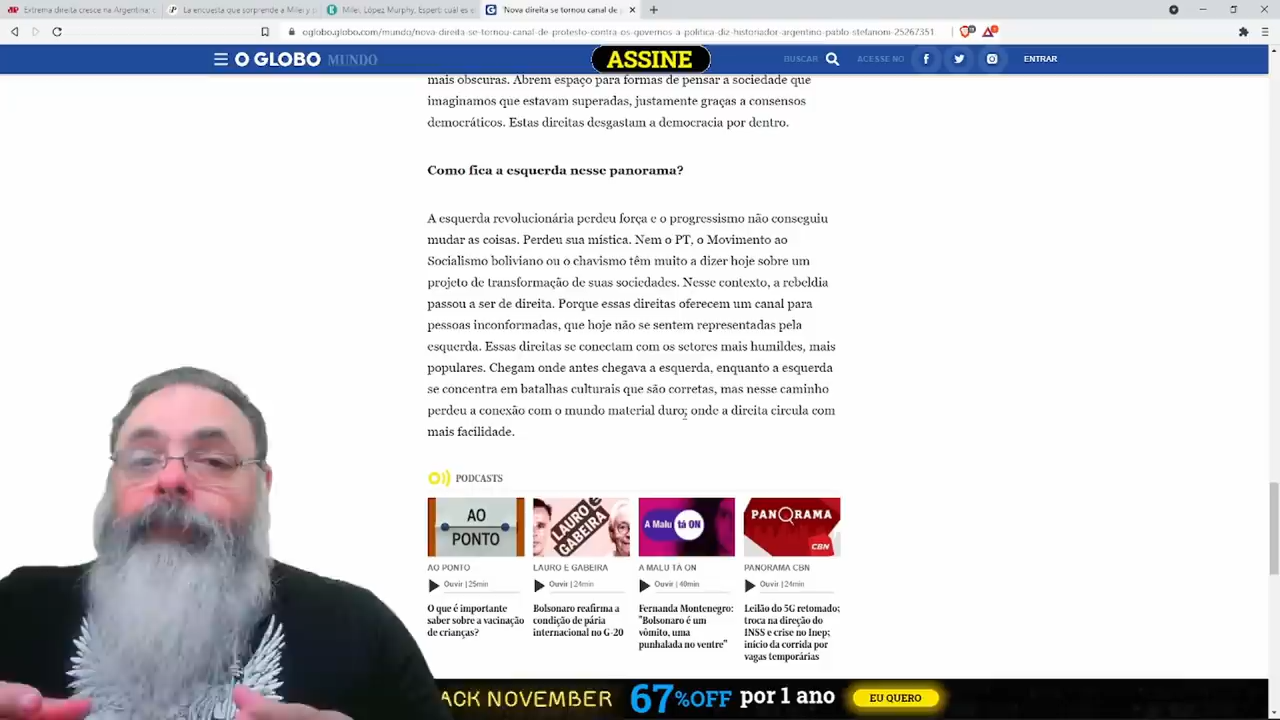 Extrema direita cresce na Argentina; c
La encuesta que sorprende a Milei y
Milei, López Murphy, Espert: cuál es e
'Nova direita se tornou canal de
oglobo.globo.com/mundo/nova-direita-se-tornou-canal-de-protesto-contra-os-governos-a-politica-diz-historiador-argentino-pablo-stefanoni-25267351
O GLOBO MUNDO
ASSINE
BUSCAR
ACESSE NO
ENTRAR
mais obscuras. Abrem espaço para formas de pensar a sociedade que
imaginamos que estavam superadas, justamente graças a consensos
democráticos. Estas direitas desgastam a democracia por dentro.
Como fica a esquerda nesse panorama?
A esquerda revolucionária perdeu força e o progressismo não conseguiu
mudar as coisas. Perdeu sua mística. Nem o PT, o Movimento ao
Socialismo boliviano ou o chavismo têm muito a dizer hoje sobre um
projeto de transformação de suas sociedades. Nesse contexto, a rebeldia
passou a ser de direita. Porque essas direitas oferecem um canal para
pessoas inconformadas, que hoje não se sentem representadas pela
esquerda. Essas direitas se conectam com os setores mais humildes, mais
populares. Chegam onde antes chegava a esquerda, enquanto a esquerda
se concentra em batalhas culturais que são corretas, mas nesse caminho
perdeu a conexão com o mundo material duro, onde a direita circula com
mais facilidade.
PODCASTS
AO
PONTO
LAURO E
GABEIRA
A Malu tá ON
PANORAMA
CBN
AO PONTO
Ouvir | 25min
O que é importante
saber sobre a vacinação
de crianças?
LAURO E GABEIRA
Ouvir | 24min
Bolsonaro reafirma a
condição de pária
internacional no G-20
A MALU TÁ ON
Ouvir | 40min
Fernanda Montenegro:
"Bolsonaro é um
vômito, uma
punhalada no ventre"
PANORAMA CBN
Ouvir | 24min
Leilão do 5G retomado;
troca na direção do
INSS e crise no Inep;
início da corrida por
vagas temporárias
ACK NOVEMBER 67%OFF por 1 ano EU QUERO